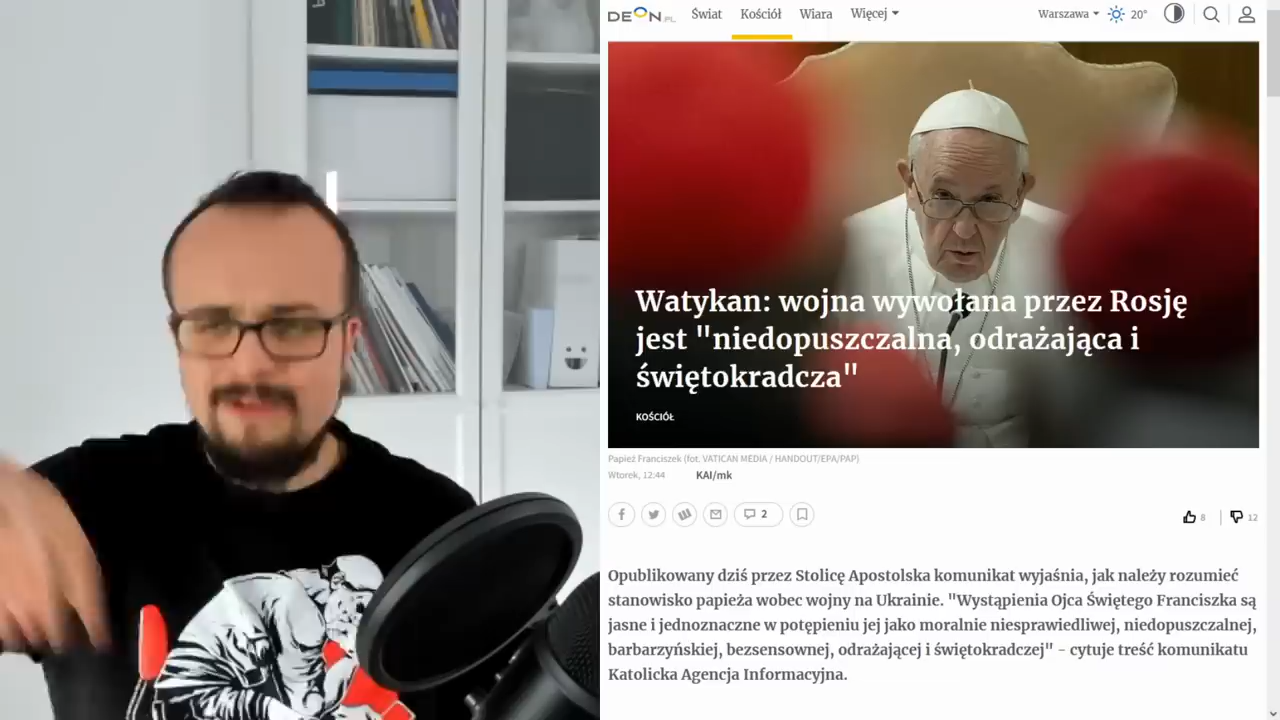 DEON.PL Świat Kościół Wiara Więcej Warszawa 20°
Watykan: wojna wywołana przez Rosję
jest "niedopuszczalna, odrażająca i
świętokradcza"
KOŚCIÓŁ
Papież Franciszek (fot. VATICAN MEDIA / HANDOUT/EPA/PAP)
Wtorek, 12:44 KAI/mk
2 8 12
Opublikowany dziś przez Stolicę Apostolska komunikat wyjaśnia, jak należy rozumieć
stanowisko papieża wobec wojny na Ukrainie. "Wystąpienia Ojca Świętego Franciszka są
jasne i jednoznaczne w potępieniu jej jako moralnie niesprawiedliwej, niedopuszczalnej,
barbarzyńskiej, bezsensownej, odrażającej i świętokradczej" - cytuje treść komunikatu
Katolicka Agencja Informacyjna.